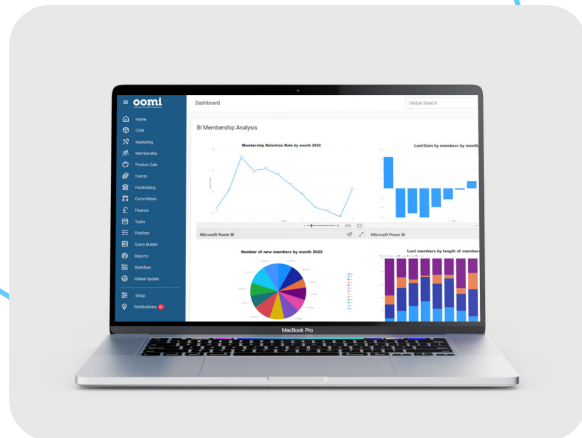 oomi
Dashboard
Global Search
Home
CRM
Marketing
Membership
Product Sale
Events
Fundraising
Committees
Finance
Tasks
Petitions
Query Builder
Reports
Workflow
Global Update
Setup
Notifications
BI Membership Analysis
Membership Retention Rate by month 2022
Lost/Gain by members by month
Microsoft Power BI
Microsoft Power BI
Number of new members by month 2022
Lost members by length of member
MacBook Pro